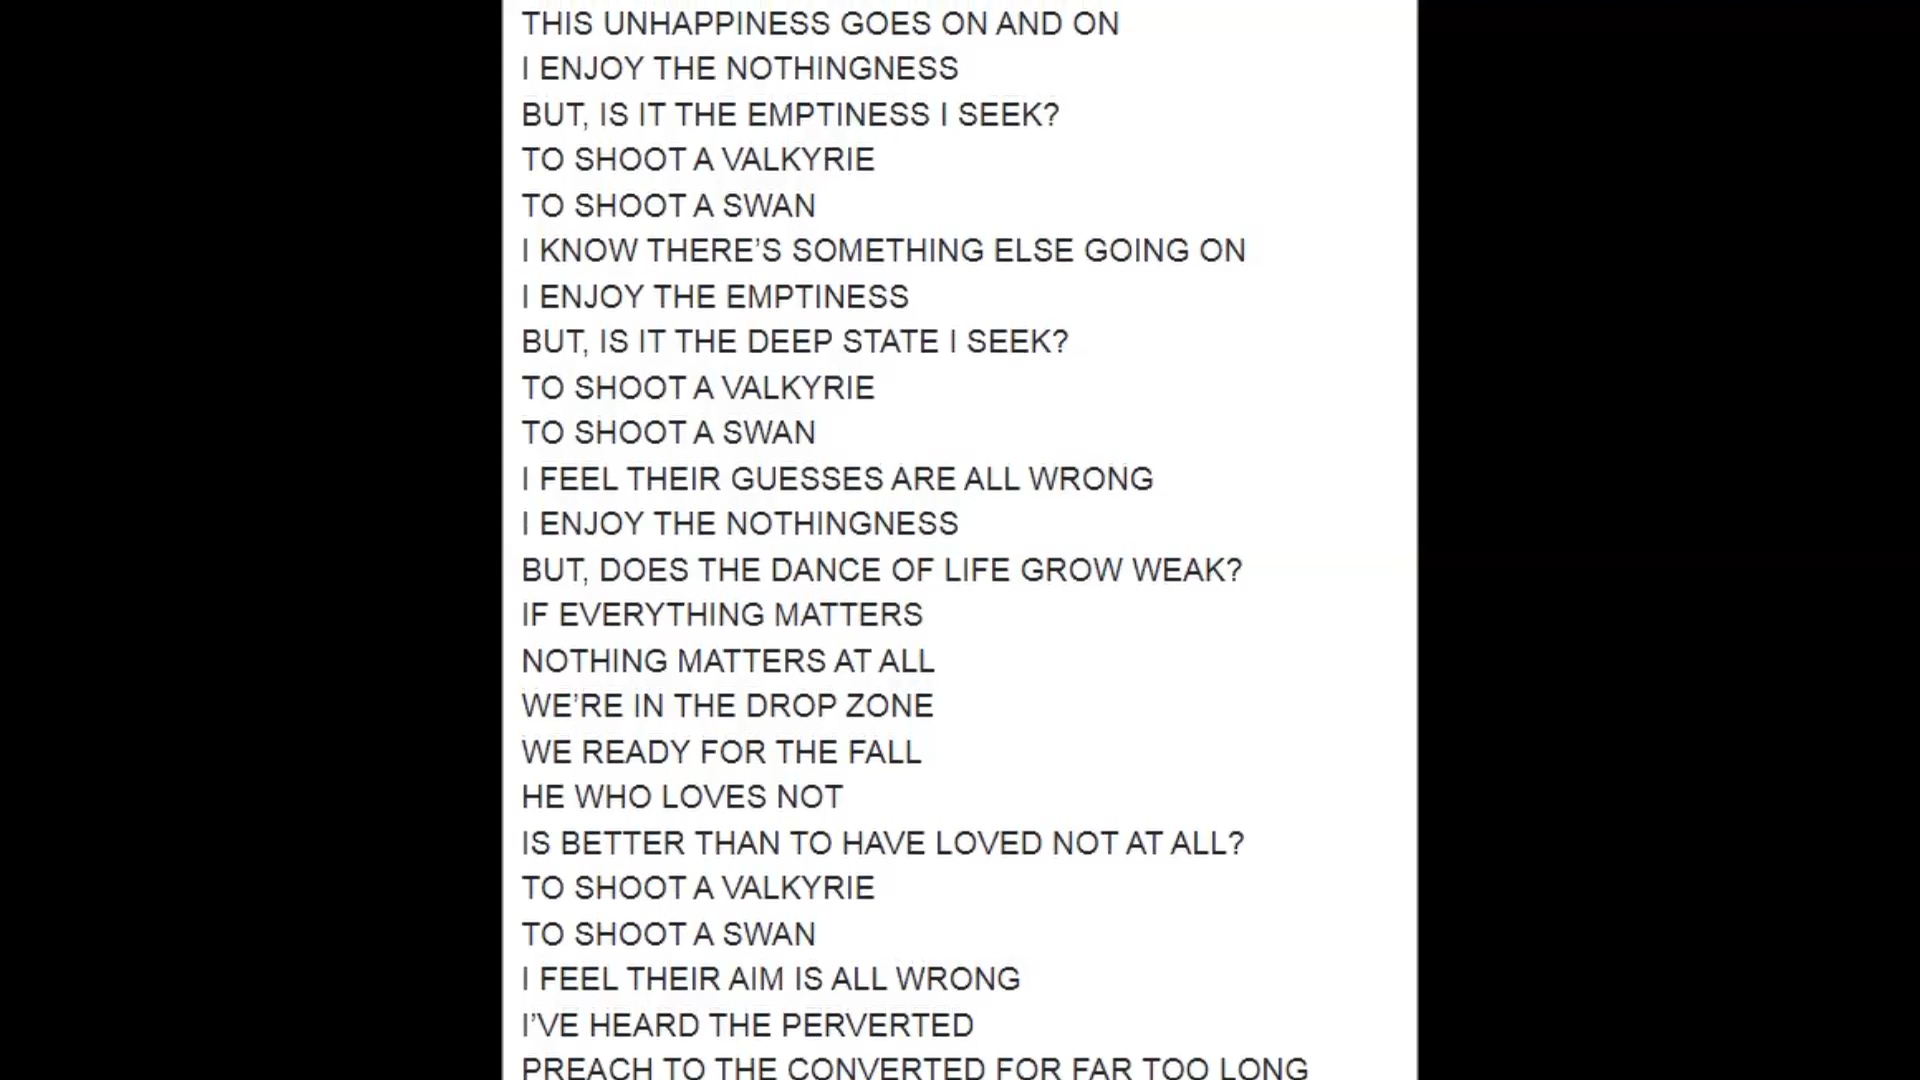 THIS UNHAPPINESS GOES ON AND ON
I ENJOY THE NOTHINGNESS
BUT, IS IT THE EMPTINESS I SEEK?
TO SHOOT A VALKYRIE
TO SHOOT A SWAN
I KNOW THERE’S SOMETHING ELSE GOING ON
I ENJOY THE EMPTINESS
BUT, IS IT THE DEEP STATE I SEEK?
TO SHOOT A VALKYRIE
TO SHOOT A SWAN
I FEEL THEIR GUESSES ARE ALL WRONG
I ENJOY THE NOTHINGNESS
BUT, DOES THE DANCE OF LIFE GROW WEAK?
IF EVERYTHING MATTERS
NOTHING MATTERS AT ALL
WE’RE IN THE DROP ZONE
WE READY FOR THE FALL
HE WHO LOVES NOT
IS BETTER THAN TO HAVE LOVED NOT AT ALL?
TO SHOOT A VALKYRIE
TO SHOOT A SWAN
I FEEL THEIR AIM IS ALL WRONG
I’VE HEARD THE PERVERTED
PREACH TO THE CONVERTED FOR FAR TOO LONG